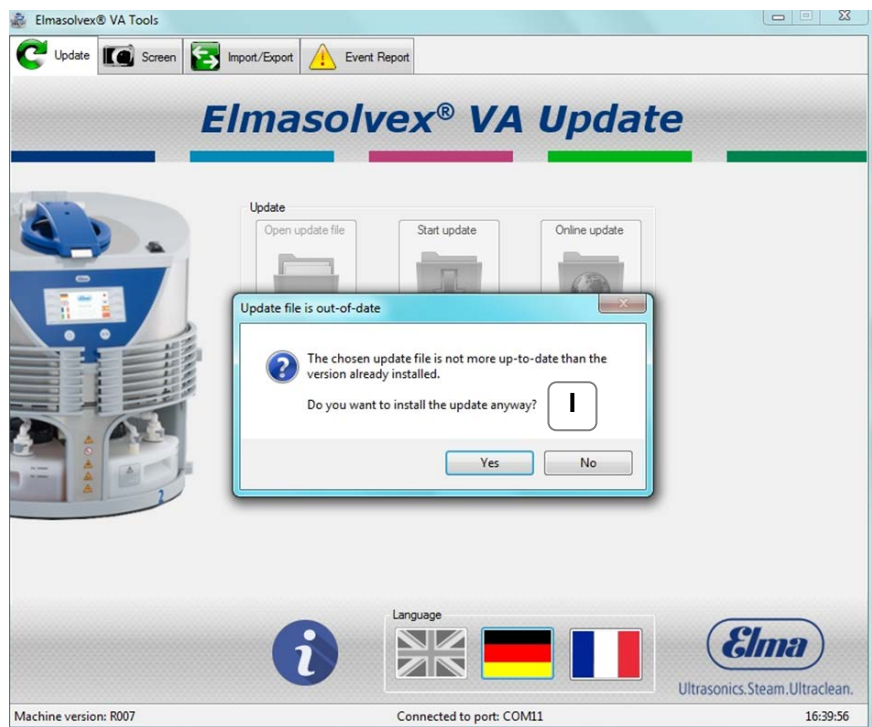 Elmasolvex® VA Tools
Update Screen Import/Export Event Report
Elmasolvex® VA Update
Update
Open update file Start update Online update
Update file is out-of-date
The chosen update file is not more up-to-date than the
version already installed.
Do you want to install the update anyway? I
Yes No
2
Language
i
Elma
Ultrasonics.Steam.Ultraclean.
Machine version: R007 Connected to port: COM11 16:39:56